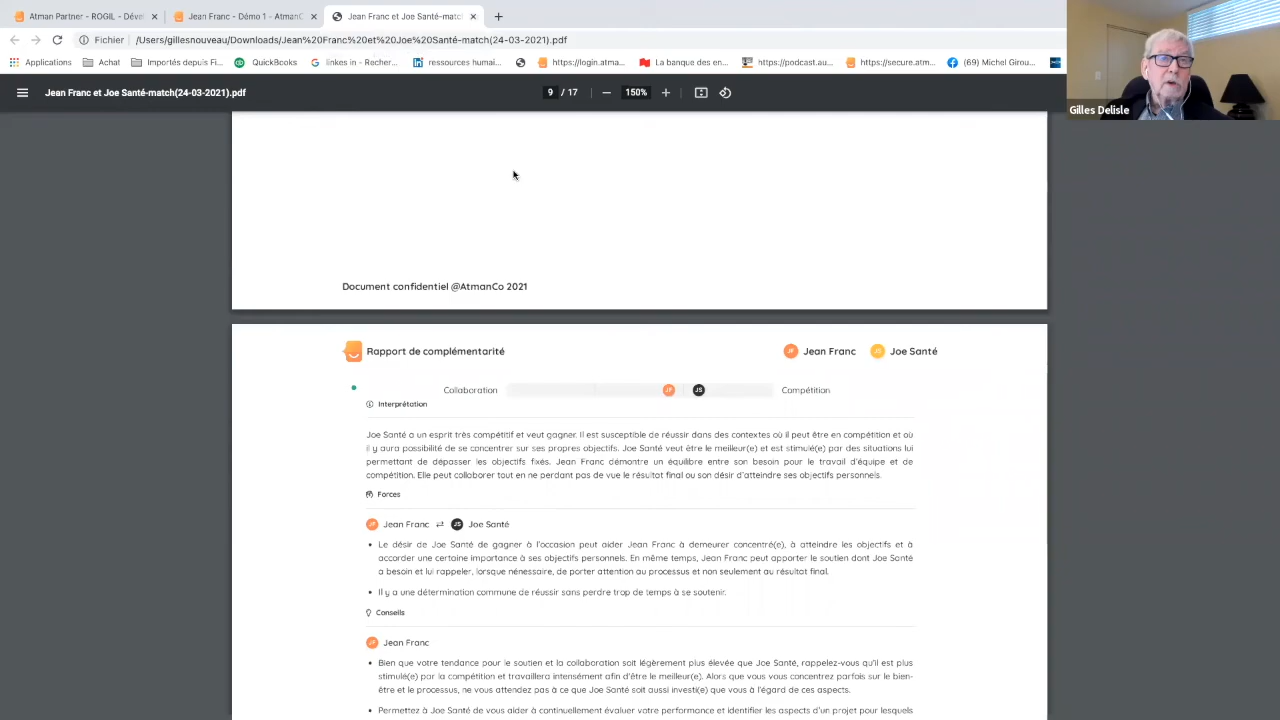 Atman Partner - ROGIL - Déve
Jean Franc - Démo 1 - AtmanC
Jean Franc et Joe Santé-matc
Fichier
/Users/gillesnouveau/Downloads/Jean%20Franc%20et%20Joe%20Santé-match(24-03-2021).pdf
Applications
Achat
Importés depuis Fi...
QuickBooks
linkes in - Recher...
ressources humai...
https://login.atma...
La banque des en...
https://podcast.au...
https://secure.atm...
(69) Michel Girou...
Jean Franc et Joe Santé-match(24-03-2021).pdf
9 / 17
150%
Gilles Delisle
Document confidentiel @AtmanCo 2021
Rapport de complémentarité
JF Jean Franc JS Joe Santé
Collaboration JF JS Compétition
Interprétation
Joe Santé a un esprit très compétitif et veut gagner. Il est susceptible de réussir dans des contextes où il peut être en compétition et où
il y aura possibilité de se concentrer sur ses propres objectifs. Joe Santé veut être le meilleur(e) et est stimulé(e) par des situations lui
permettant de dépasser les objectifs fixés. Jean Franc démontre un équilibre entre son besoin pour le travail d'équipe et de
compétition. Elle peut collaborer tout en ne perdant pas de vue le résultat final ou son désir d'atteindre ses objectifs personnels.
Forces
JF Jean Franc ⇄ JS Joe Santé
• Le désir de Joe Santé de gagner à l'occasion peut aider Jean Franc à demeurer concentré(e), à atteindre les objectifs et à
accorder une certaine importance à ses objectifs personnels. En même temps, Jean Franc peut apporter le soutien dont Joe Santé
a besoin et lui rappeler, lorsque nénessaire, de porter attention au processus et non seulement au résultat final.
• Il y a une détermination commune de réussir sans perdre trop de temps à se soutenir.
Conseils
JF Jean Franc
• Bien que votre tendance pour le soutien et la collaboration soit légèrement plus élevée que Joe Santé, rappelez-vous qu'il est plus
stimulé(e) par la compétition et travaillera intensément afin d'être le meilleur(e). Alors que vous vous concentrez parfois sur le bien-
être et le processus, ne vous attendez pas à ce que Joe Santé soit aussi investi(e) que vous à l'égard de ces aspects.
• Permettez à Joe Santé de vous aider à continuellement évaluer votre performance et identifier les aspects d'un projet pour lesquels